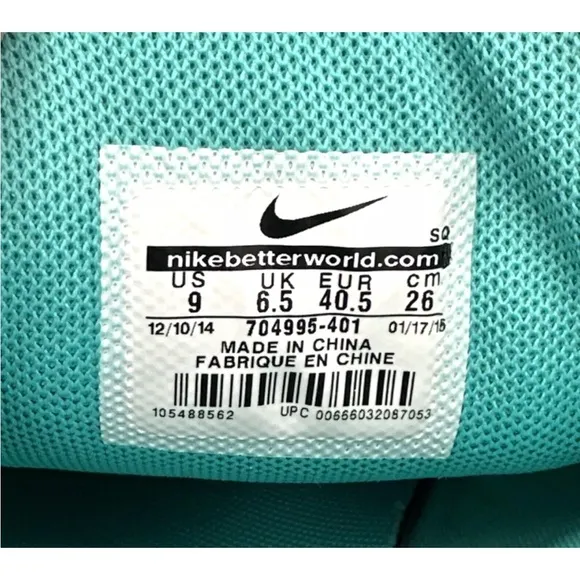 SQ
nikebetterworld.com
US UK EUR cm
9 6.5 40.5 26
12/10/14 704995-401 01/17/15
MADE IN CHINA
FABRIQUE EN CHINE
105488562 UPC 00666032087053